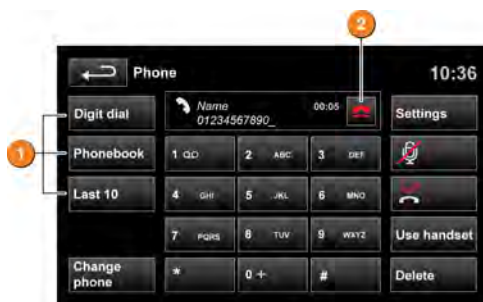 2
Phone
10:36
Digit dial
Name
01234567890_
00:05
Settings
1
Phonebook
1
2 ABC
3 DEF
Last 10
4 GHI
5 JKL
6 MNO
7 PQRS
8 TUV
9 WXYZ
Use handset
Change
phone
*
0 +
#
Delete